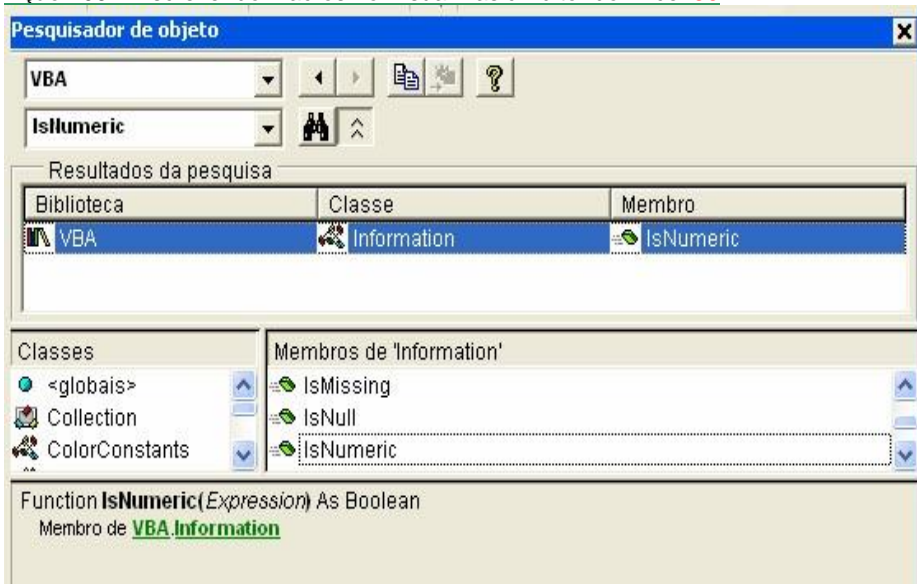 Pesquisador de objeto
VBA
IsNumeric
Resultados da pesquisa
Biblioteca Classe Membro
VBA Information IsNumeric
Classes
Membros de 'Information'
<globais>
Collection
ColorConstants
IsMissing
IsNull
IsNumeric
Function IsNumeric(Expression) As Boolean
Membro de VBA.Information